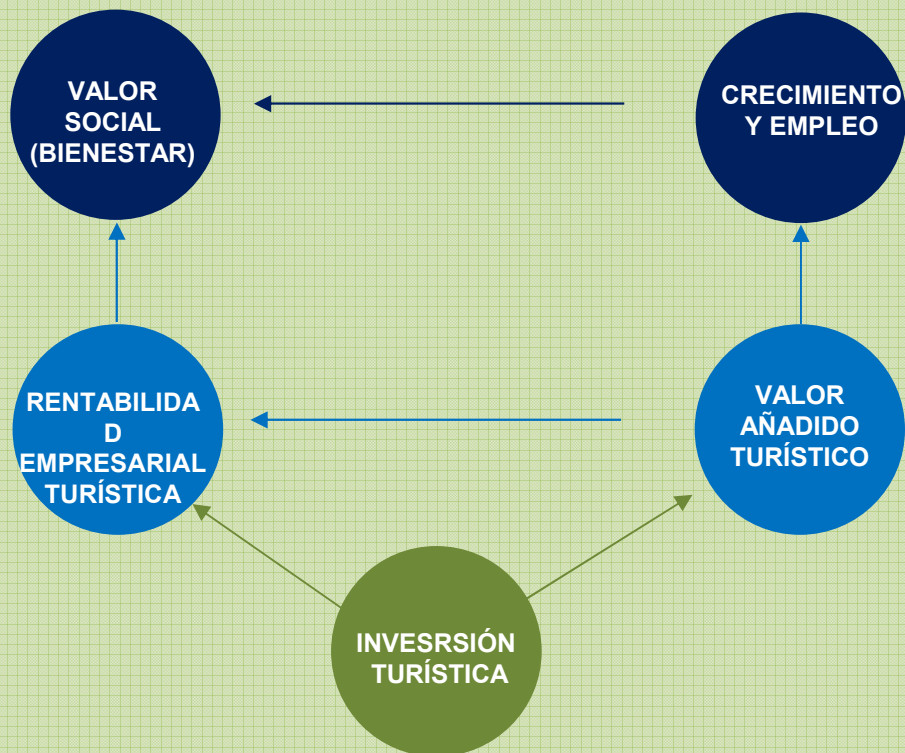 VALOR
SOCIAL
(BIENESTAR)
CRECIMIENTO
Y EMPLEO
RENTABILIDA
D
EMPRESARIAL
TURÍSTICA
VALOR
AÑADIDO
TURÍSTICO
INVESRSIÓN
TURÍSTICA